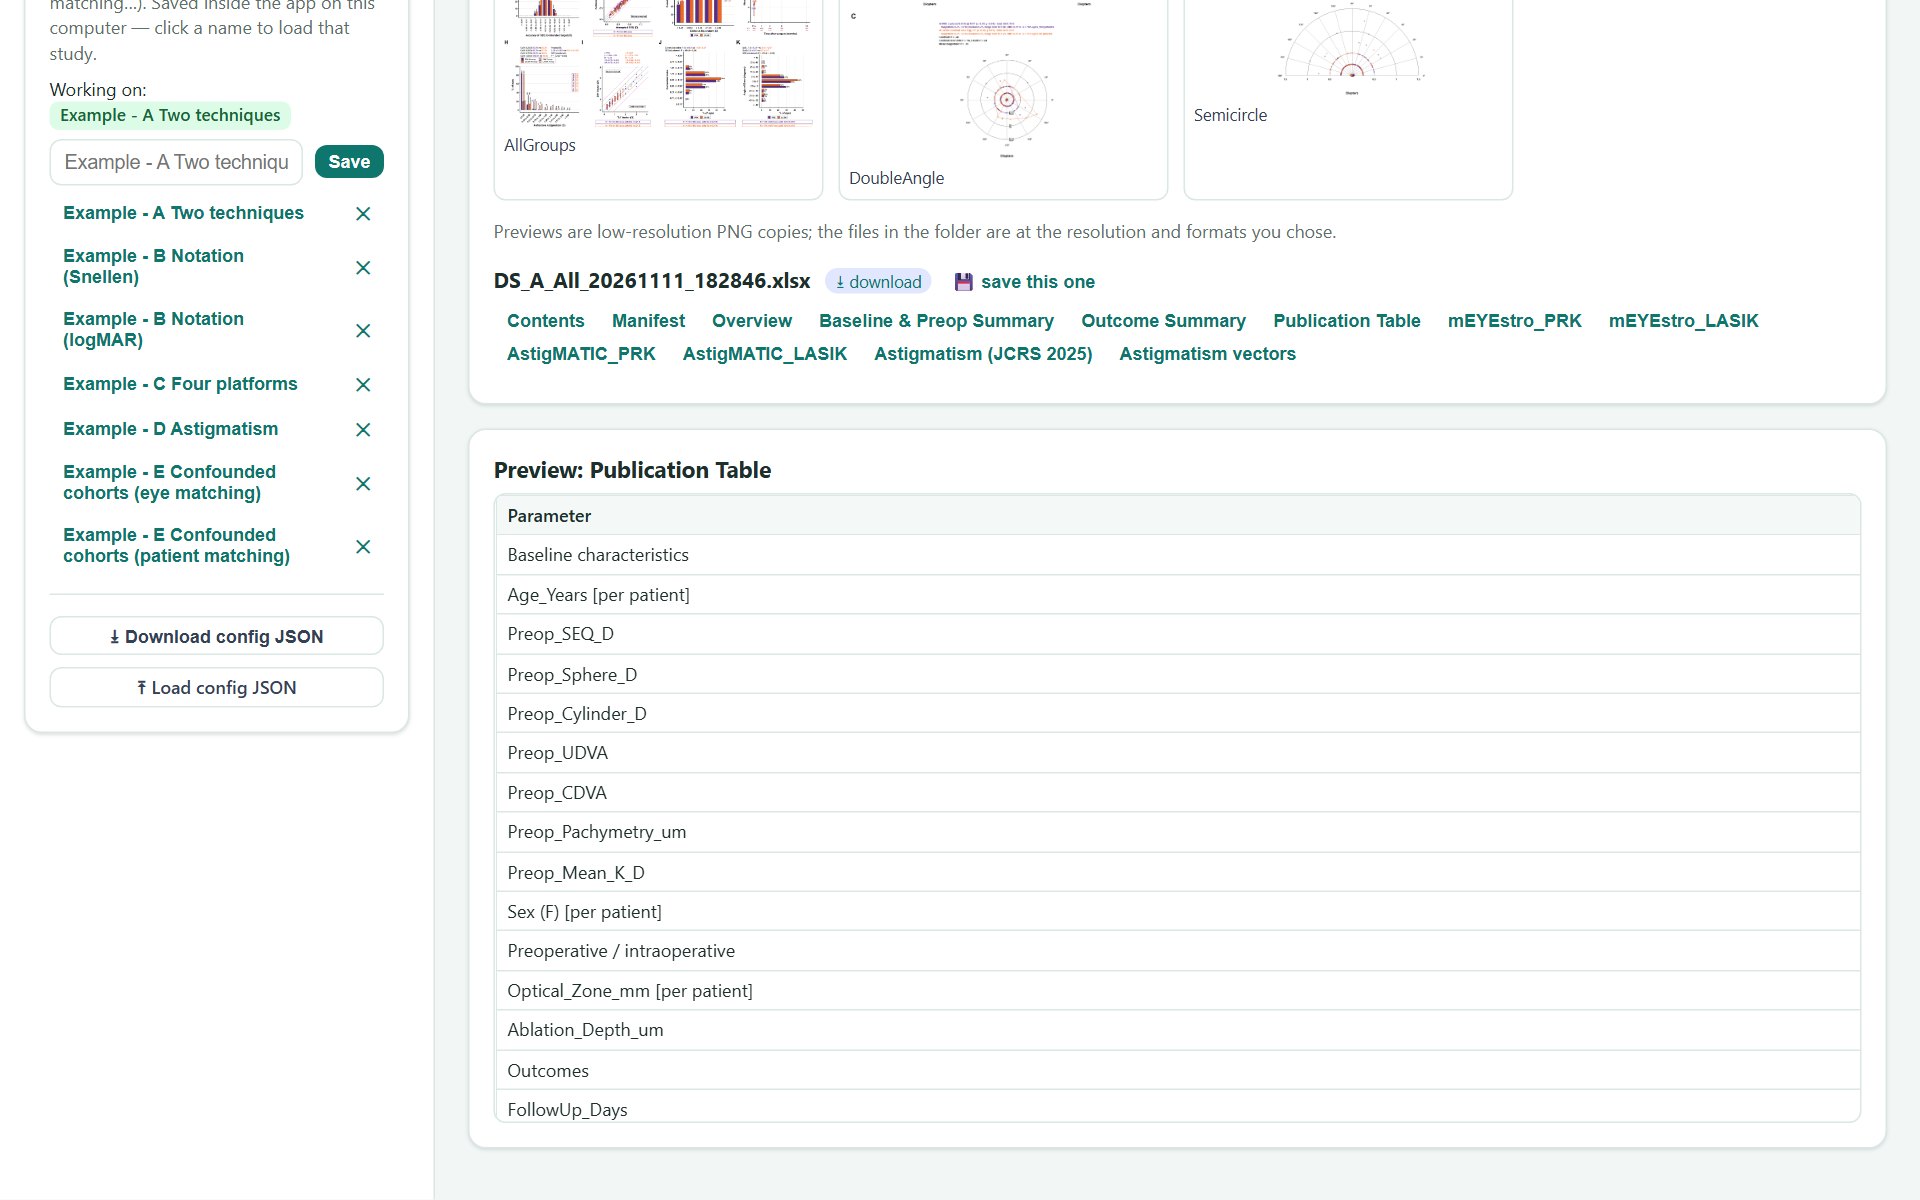 matching...). Saved inside the app on this
computer — click a name to load that
study.
Working on:
Example - A Two techniques
Example - A Two techniqu
Save
Example - A Two techniques
Example - B Notation
(Snellen)
Example - B Notation
(logMAR)
Example - C Four platforms
Example - D Astigmatism
Example - E Confounded
cohorts (eye matching)
Example - E Confounded
cohorts (patient matching)
Download config JSON
Load config JSON
H
I
J
K
AllGroups
C
DoubleAngle
Semicircle
Previews are low-resolution PNG copies; the files in the folder are at the resolution and formats you chose.
DS_A_All_20261111_182846.xlsx download save this one
Contents Manifest Overview Baseline & Preop Summary Outcome Summary Publication Table mEYEstro_PRK mEYEstro_LASIK
AstigMATIC_PRK AstigMATIC_LASIK Astigmatism (JCRS 2025) Astigmatism vectors
Preview: Publication Table
Parameter
Baseline characteristics
Age_Years [per patient]
Preop_SEQ_D
Preop_Sphere_D
Preop_Cylinder_D
Preop_UDVA
Preop_CDVA
Preop_Pachymetry_um
Preop_Mean_K_D
Sex (F) [per patient]
Preoperative / intraoperative
Optical_Zone_mm [per patient]
Ablation_Depth_um
Outcomes
FollowUp_Days